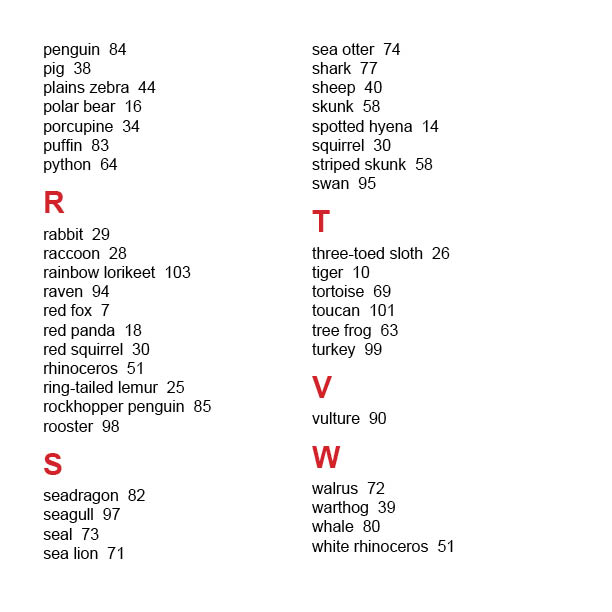 penguin 84
pig 38
plains zebra 44
polar bear 16
porcupine 34
puffin 83
python 64
R
rabbit 29
raccoon 28
rainbow lorikeet 103
raven 94
red fox 7
red panda 18
red squirrel 30
rhinoceros 51
ring-tailed lemur 25
rockhopper penguin 85
rooster 98
S
seadragon 82
seagull 97
seal 73
sea lion 71
sea otter 74
shark 77
sheep 40
skunk 58
spotted hyena 14
squirrel 30
striped skunk 58
swan 95
T
three-toed sloth 26
tiger 10
tortoise 69
toucan 101
tree frog 63
turkey 99
V
vulture 90
W
walrus 72
warthog 39
whale 80
white rhinoceros 51